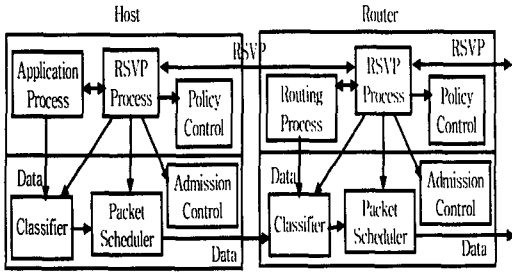 Host
Router
RSVP
RSVP
Application
Process
RSVP
Process
Policy
Control
Routing
Process
RSVP
Process
Policy
Control
Data
Classifier
Packet
Scheduler
Admission
Control
Data
Data
Classifier
Packet
Scheduler
Admission
Control
Data